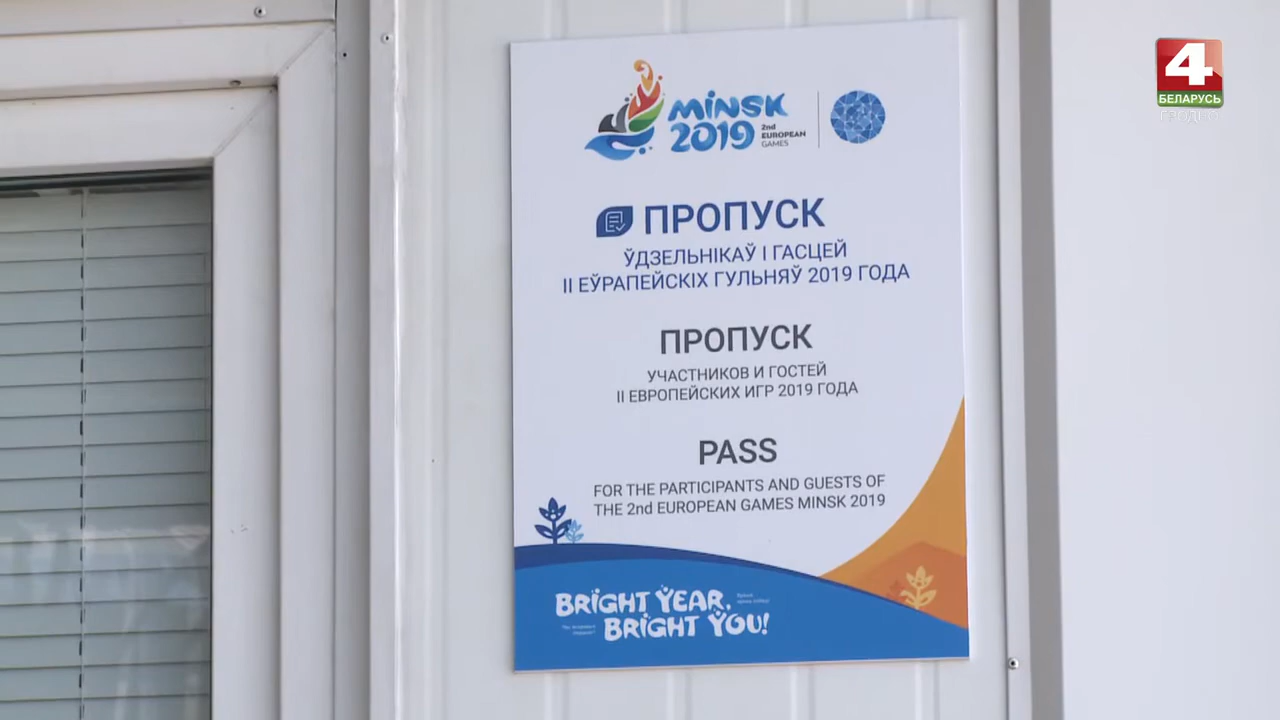 4
БЕЛАРУСЬ
ГРОДНО
MINSK
2019
2nd
EUROPEAN
GAMES
ПРОПУСК
ЎДЗЕЛЬНІКАЎ І ГАСЦЕЙ
II ЕЎРАПЕЙСКІХ ГУЛЬНЯЎ 2019 ГОДА
ПРОПУСК
УЧАСТНИКОВ И ГОСТЕЙ
II ЕВРОПЕЙСКИХ ИГР 2019 ГОДА
PASS
FOR THE PARTICIPANTS AND GUESTS OF
THE 2nd EUROPEAN GAMES MINSK 2019
BRIGHT YEAR,
BRIGHT YOU!